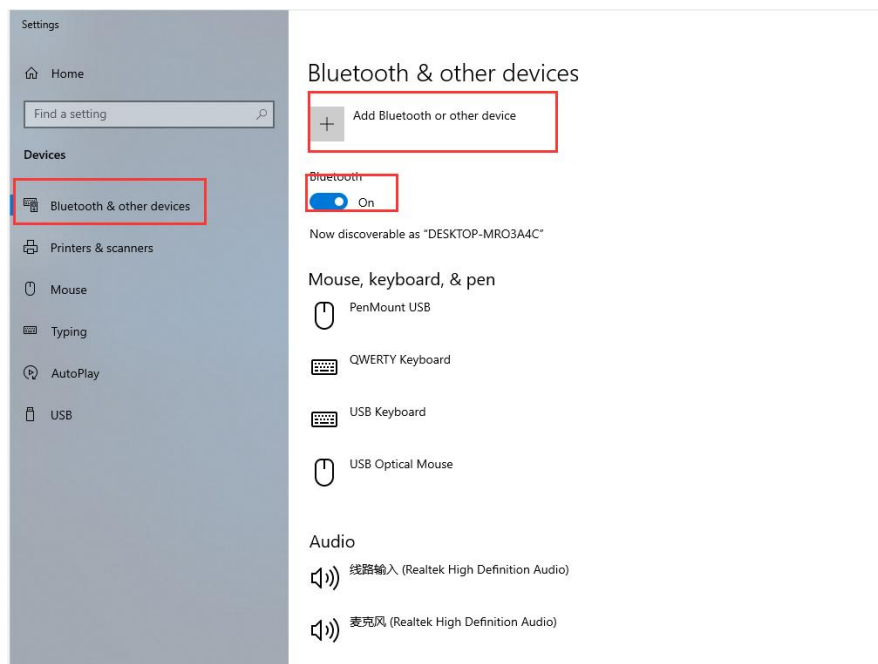 Settings
Home
Find a setting
Devices
Bluetooth & other devices
Printers & scanners
Mouse
Typing
AutoPlay
USB
Bluetooth & other devices
Add Bluetooth or other device
Bluetooth
On
Now discoverable as “DESKTOP-MRO3A4C”
Mouse, keyboard, & pen
PenMount USB
QWERTY Keyboard
USB Keyboard
USB Optical Mouse
Audio
线路输入 (Realtek High Definition Audio)
麦克风 (Realtek High Definition Audio)